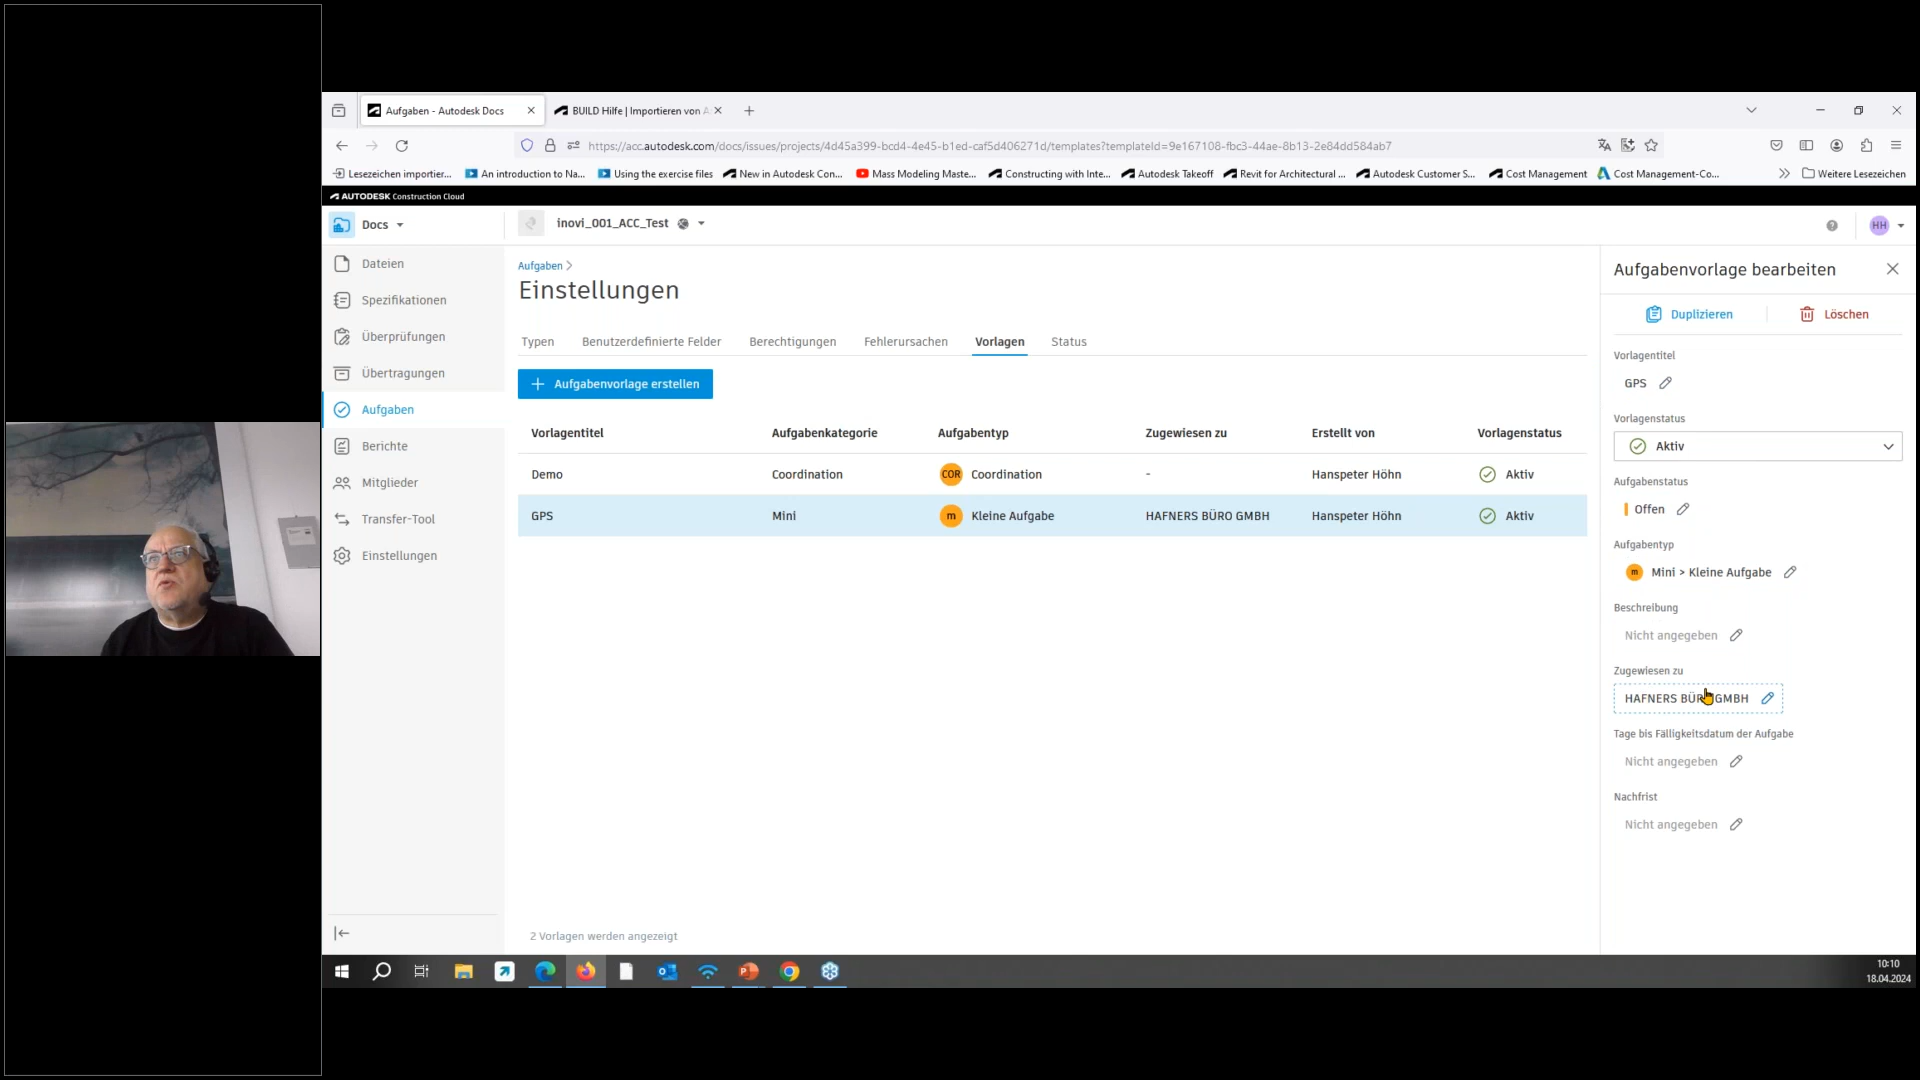 Aufgaben - Autodesk Docs
BUILD Hilfe | Importieren von A
https://acc.autodesk.com/docs/issues/projects/4d45a399-bcd4-4e45-b1ed-caf5d406271d/templates?templateId=9e167108-fbc3-44ae-8b13-2e84dd584ab7
Lesezeichen importier... An introduction to Na... Using the exercise files New in Autodesk Con... Mass Modeling Maste... Constructing with Inte... Autodesk Takeoff Revit for Architectural ... Autodesk Customer S... Cost Management Cost Management-Co... Weitere Lesezeichen
AUTODESK Construction Cloud
Docs
inovi_001_ACC_Test
HH
Dateien
Spezifikationen
Überprüfungen
Übertragungen
Aufgaben
Berichte
Mitglieder
Transfer-Tool
Einstellungen
Aufgaben
Einstellungen
Typen Benutzerdefinierte Felder Berechtigungen Fehlerursachen Vorlagen Status
Aufgabenvorlage erstellen
Vorlagentitel Aufgabenkategorie Aufgabentyp Zugewiesen zu Erstellt von Vorlagenstatus
Demo Coordination COR Coordination - Hanspeter Höhn Aktiv
GPS Mini m Kleine Aufgabe HAFNERS BÜRO GMBH Hanspeter Höhn Aktiv
2 Vorlagen werden angezeigt
Aufgabenvorlage bearbeiten
Duplizieren Löschen
Vorlagentitel
GPS
Vorlagenstatus
Aktiv
Aufgabenstatus
Offen
Aufgabentyp
m Mini > Kleine Aufgabe
Beschreibung
Nicht angegeben
Zugewiesen zu
HAFNERS BÜRO GMBH
Tage bis Fälligkeitsdatum der Aufgabe
Nicht angegeben
Nachfrist
Nicht angegeben
10:10
18.04.2024